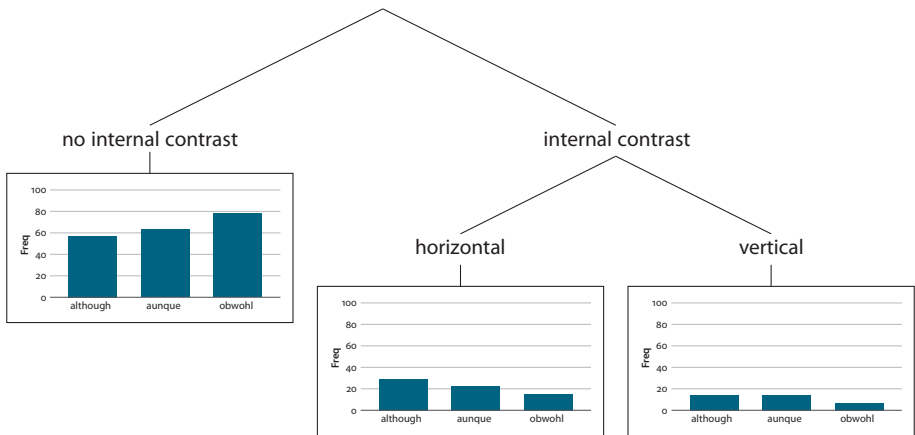 no internal contrast
internal contrast
100
80
60
40
20
0
Freq
although aunque obwohl
horizontal
vertical
100
80
60
40
20
0
Freq
although aunque obwohl
100
80
60
40
20
0
Freq
although aunque obwohl